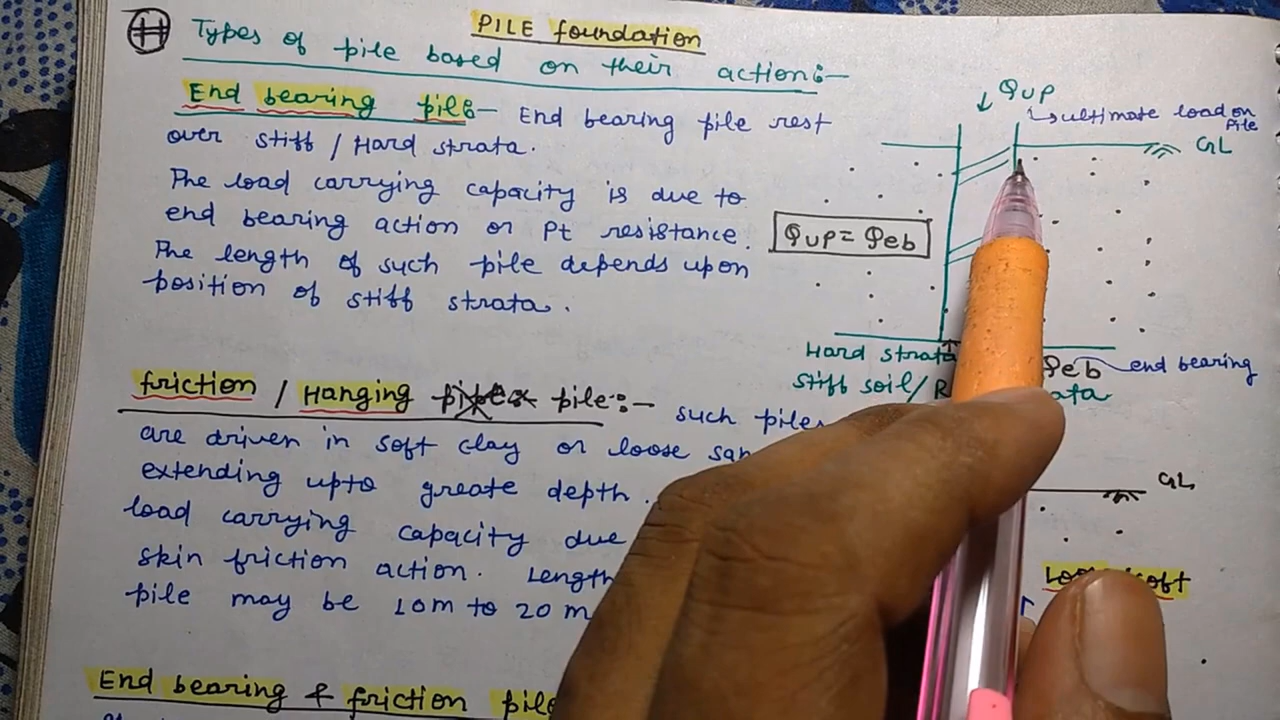 PILE foundation
Types of pile based on their action:-
End bearing pile:- End bearing pile rest
over stiff / Hard strata.
The load carrying capacity is due to
end bearing action or Pt resistance.
The length of such pile depends upon
position of stiff strata.
Qup
ultimate load on
Pile
GL
Qup = Qeb
Hard strata
Qeb end bearing
Stiff soil/
friction / Hanging pile:- such piles
are driven in soft clay or loose
extending upto greate depth.
load carrying capacity due
skin friction action. Length
pile may be 10m to 20 m
GL
End bearing & friction pile